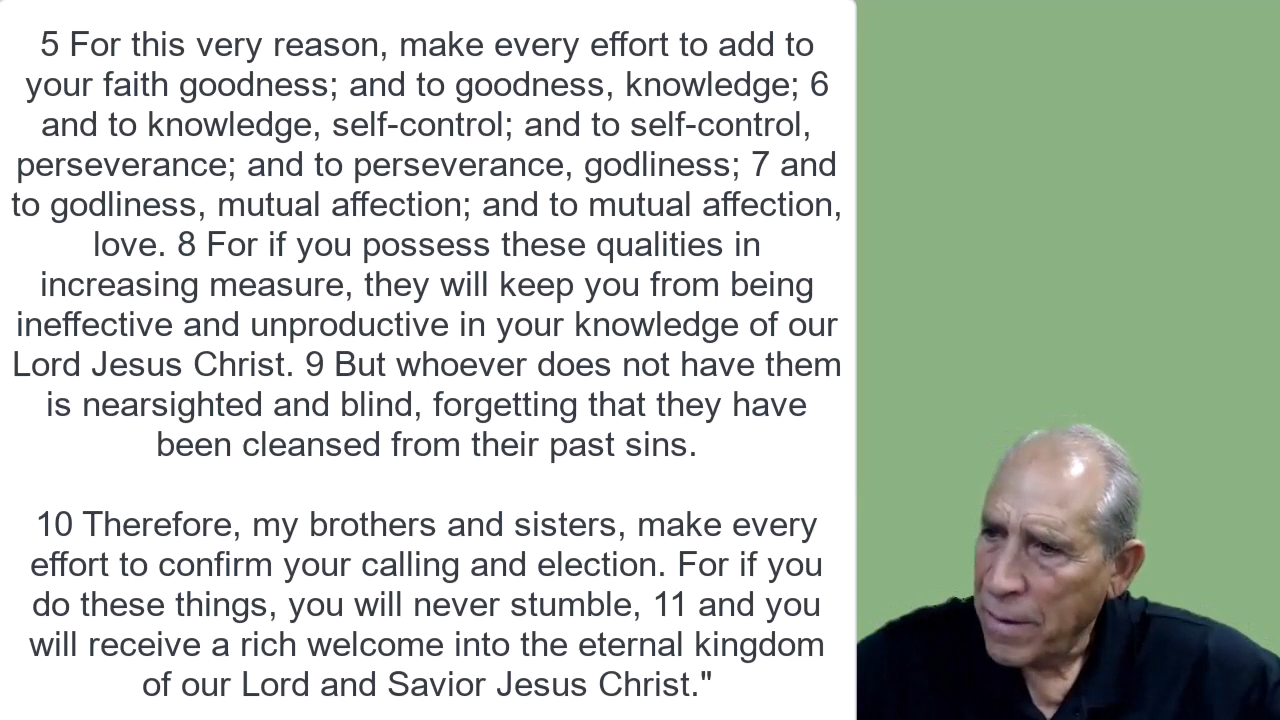 5 For this very reason, make every effort to add to
your faith goodness; and to goodness, knowledge; 6
and to knowledge, self-control; and to self-control,
perseverance; and to perseverance, godliness; 7 and
to godliness, mutual affection; and to mutual affection,
love. 8 For if you possess these qualities in
increasing measure, they will keep you from being
ineffective and unproductive in your knowledge of our
Lord Jesus Christ. 9 But whoever does not have them
is nearsighted and blind, forgetting that they have
been cleansed from their past sins.
10 Therefore, my brothers and sisters, make every
effort to confirm your calling and election. For if you
do these things, you will never stumble, 11 and you
will receive a rich welcome into the eternal kingdom
of our Lord and Savior Jesus Christ."